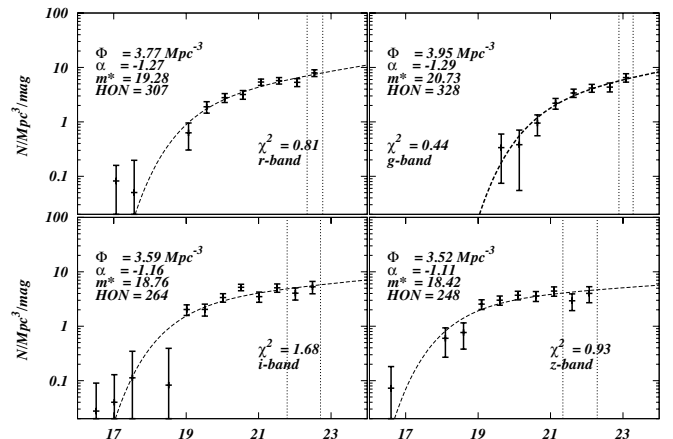 100
10
1
0.1
N/Mpc³/mag
Φ = 3.77 Mpc⁻³
α = -1.27
m* = 19.28
HON = 307
χ² = 0.81
r-band
Φ = 3.95 Mpc⁻³
α = -1.29
m* = 20.73
HON = 328
χ² = 0.44
g-band
100
10
1
0.1
N/Mpc³/mag
Φ = 3.59 Mpc⁻³
α = -1.16
m* = 18.76
HON = 264
χ² = 1.68
i-band
Φ = 3.52 Mpc⁻³
α = -1.11
m* = 18.42
HON = 248
χ² = 0.93
z-band
17 19 21 23 17 19 21 23